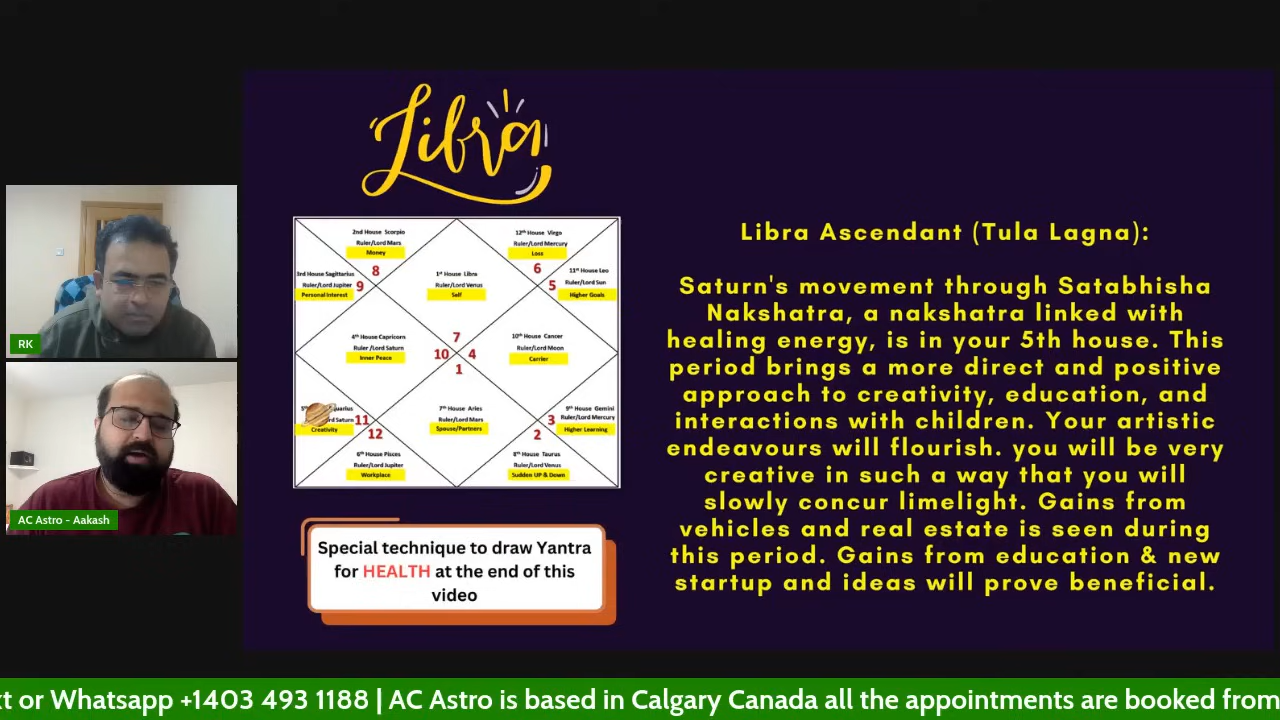 Libra
2nd House Scorpio
Ruler/Lord Mars
Money
8
12th House Virgo
Ruler/Lord Mercury
Loss
6
3rd House Sagittarius
Ruler/Lord Jupiter
Personal Interest
9
1st House Libra
Ruler/Lord Venus
Self
11th House Leo
Ruler/Lord Sun
Higher Goals
5
4th House Capricorn
Ruler/Lord Saturn
Inner Peace
7
10 4
1
10th House Cancer
Ruler/Lord Moon
Carrier
Saturn
Creativity
11
12
7th House Aries
Ruler/Lord Mars
Spouse/Partners
9th House Gemini
Ruler/Lord Mercury
Higher Learning
3
2
6th House Pisces
Ruler/Lord Jupiter
Workplace
8th House Taurus
Ruler/Lord Venus
Sudden UP & Down
Special technique to draw Yantra
for HEALTH at the end of this
video
Libra Ascendant (Tula Lagna):
Saturn's movement through Satabhisha
Nakshatra, a nakshatra linked with
healing energy, is in your 5th house. This
period brings a more direct and positive
approach to creativity, education, and
interactions with children. Your artistic
endeavours will flourish. you will be very
creative in such a way that you will
slowly concur limelight. Gains from
vehicles and real estate is seen during
this period. Gains from education & new
startup and ideas will prove beneficial.
RK
AC Astro - Aakash
or Whatsapp +1403 493 1188 | AC Astro is based in Calgary Canada all the appointments are booked from